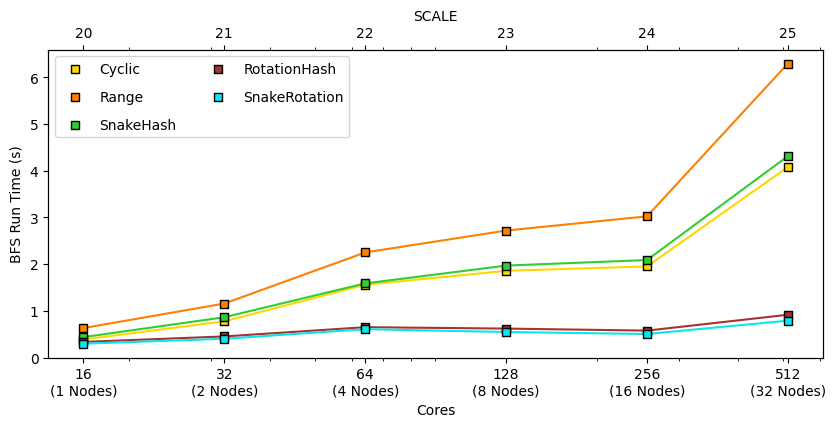 SCALE
20 21 22 23 24 25
Cyclic RotationHash
Range SnakeRotation
SnakeHash
6
5
4
3
2
1
0
BFS Run Time (s)
16 32 64 128 256 512
(1 Nodes) (2 Nodes) (4 Nodes) (8 Nodes) (16 Nodes) (32 Nodes)
Cores